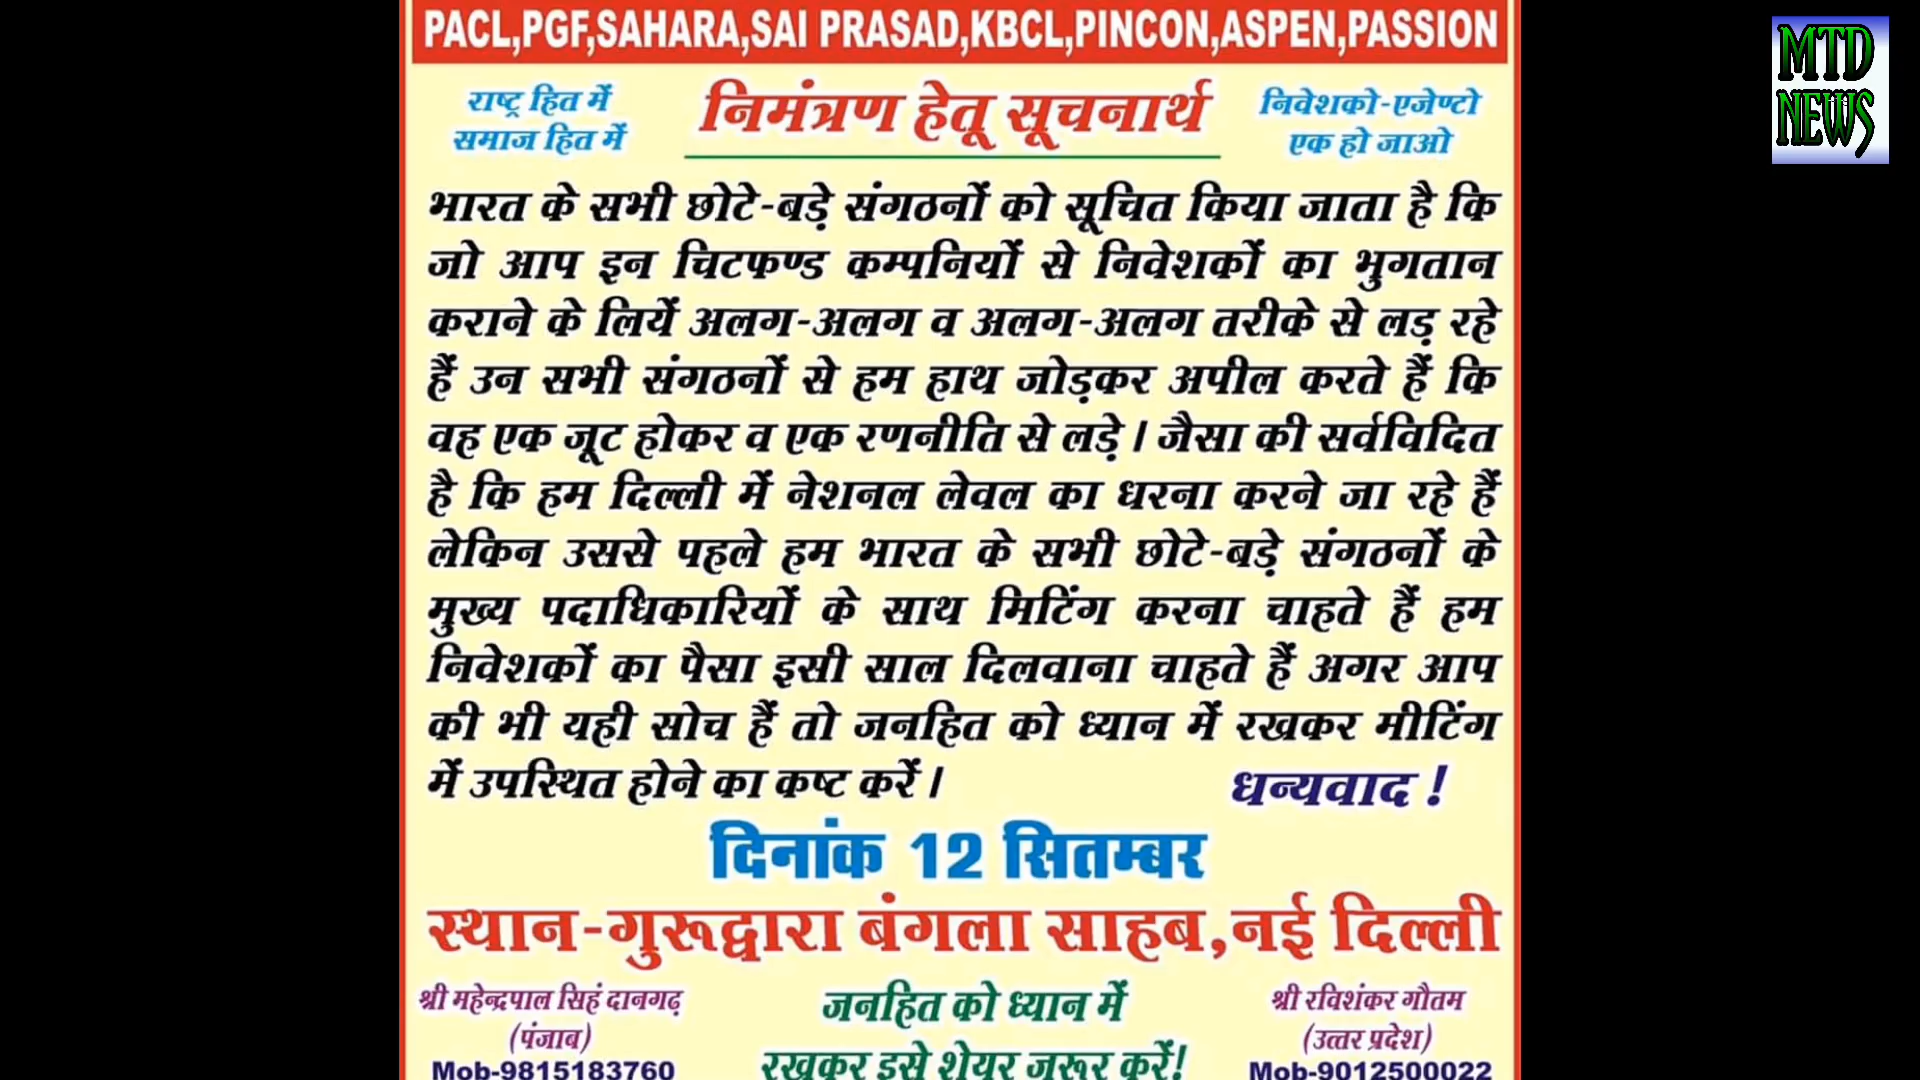 PACL,PGF,SAHARA,SAI PRASAD,KBCL,PINCON,ASPEN,PASSION
MTD
NEWS
राष्ट्र हित में
समाज हित में
निमंत्रण हेतू सूचनार्थ
निवेशको-एजेण्टो
एक हो जाओ
भारत के सभी छोटे-बड़े संगठनों को सूचित किया जाता है कि
जो आप इन चिटफण्ड कम्पनियों से निवेशकों का भुगतान
कराने के लियें अलग-अलग व अलग-अलग तरीके से लड़ रहे
हैं उन सभी संगठनों से हम हाथ जोड़कर अपील करते हैं कि
वह एक जूट होकर व एक रणनीति से लड़े। जैसा की सर्वविदित
है कि हम दिल्ली में नेशनल लेवल का धरना करने जा रहे हैं
लेकिन उससे पहले हम भारत के सभी छोटे-बड़े संगठनों के
मुख्य पदाधिकारियों के साथ मिटिंग करना चाहते हैं हम
निवेशकों का पैसा इसी साल दिलवाना चाहते हैं अगर आप
की भी यही सोच हैं तो जनहित को ध्यान में रखकर मीटिंग
में उपस्थित होने का कष्ट करें।
धन्यवाद !
दिनांक 12 सितम्बर
स्थान-गुरूद्वारा बंगला साहब,नई दिल्ली
श्री महेन्द्रपाल सिहं दानगढ़
(पंजाब)
Mob-9815183760
जनहित को ध्यान में
रखकर इसे शेयर जरूर करें!
श्री रविशंकर गौतम
(उत्तर प्रदेश)
Mob-9012500022